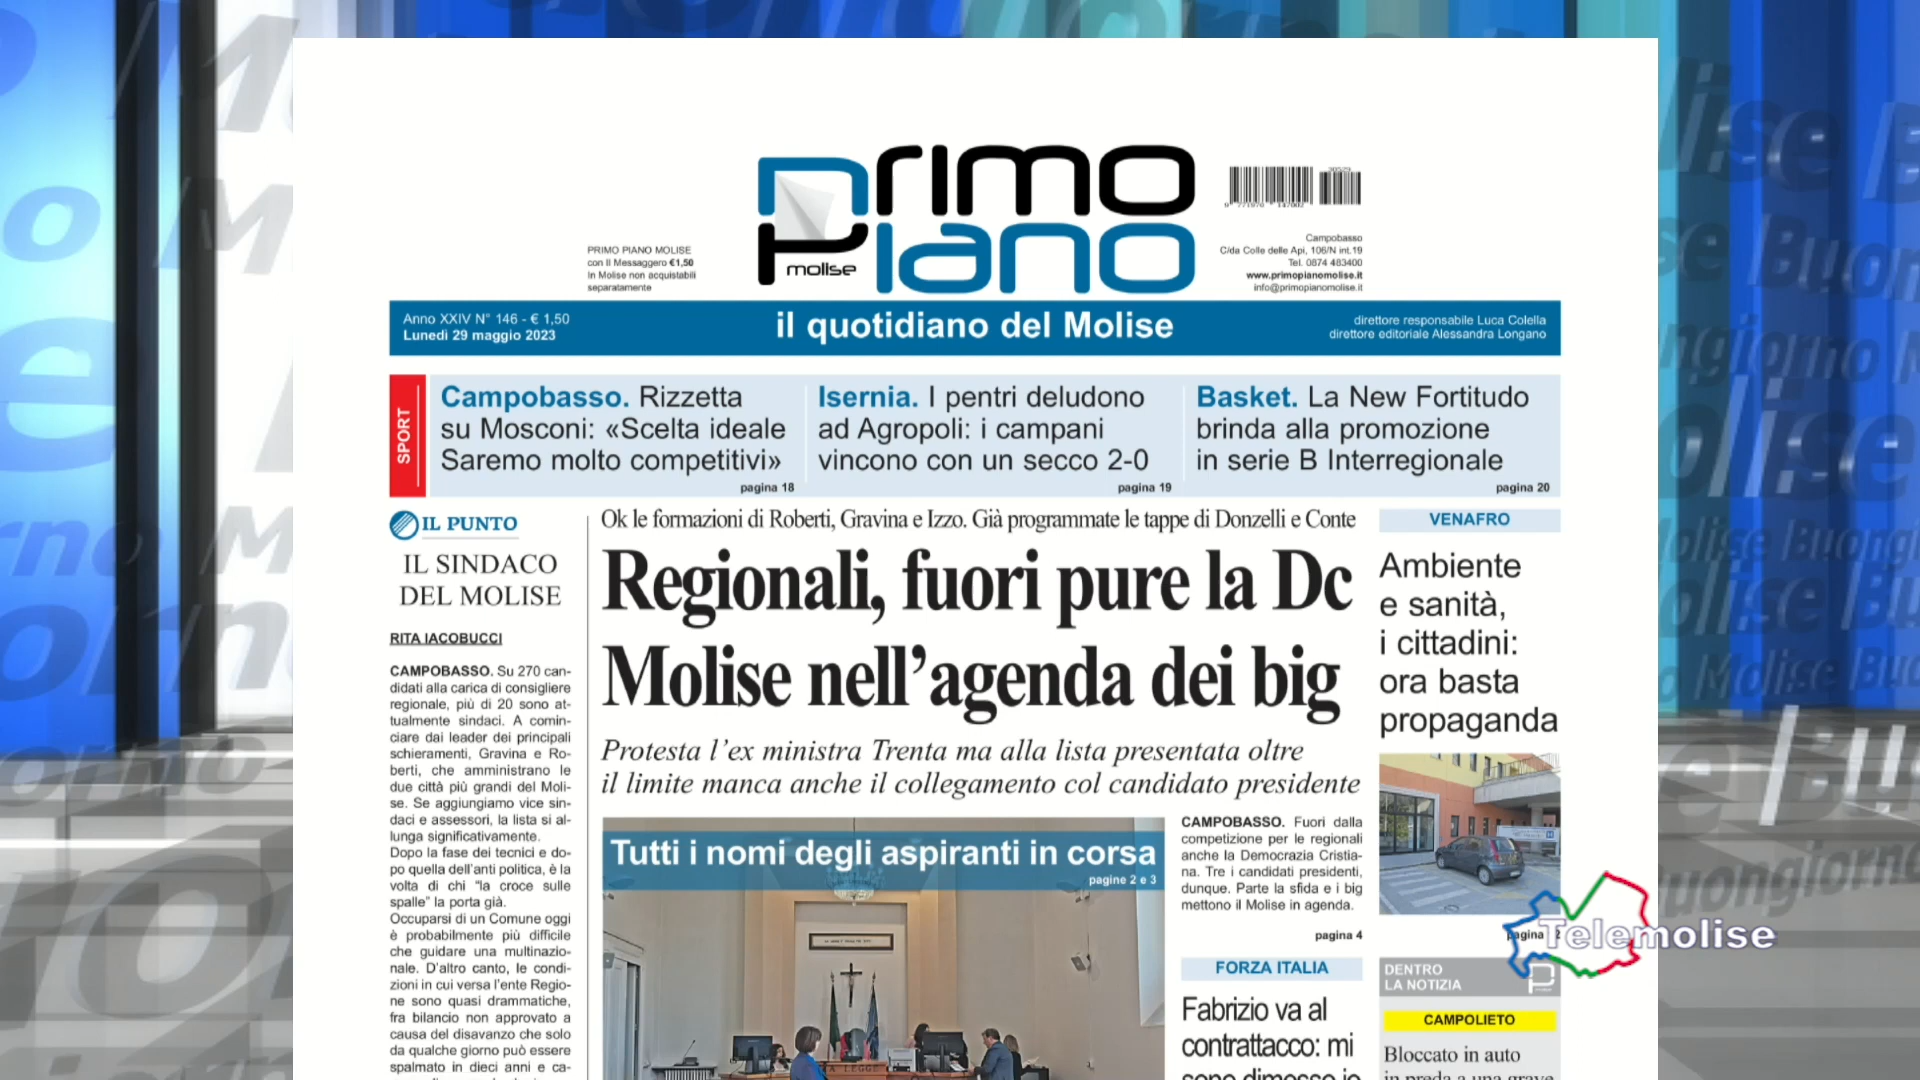 Primo
Piano
molise
PRIMO PIANO MOLISE
con Il Messaggero €1,50
In Molise non acquistabili
separatamente
Campobasso
C/da Colle delle Api, 106/N int.19
Tel. 0874 483400
www.primopianomolise.it
info@primopianomolise.it
Anno XXIV N° 146 - € 1,50
Lunedì 29 maggio 2023
il quotidiano del Molise
direttore responsabile Luca Colella
direttore editoriale Alessandra Longano
SPORT
Campobasso. Rizzetta
su Mosconi: «Scelta ideale
Saremo molto competitivi»
pagina 18
Isernia. I pentri deludono
ad Agropoli: i campani
vincono con un secco 2-0
pagina 19
Basket. La New Fortitudo
brinda alla promozione
in serie B Interregionale
pagina 20
IL PUNTO
IL SINDACO
DEL MOLISE
RITA IACOBUCCI
CAMPOBASSO. Su 270 can-
didati alla carica di consigliere
regionale, più di 20 sono at-
tualmente sindaci. A comin-
ciare dai leader dei principali
schieramenti, Gravina e Ro-
berti, che amministrano le
due città più grandi del Moli-
se. Se aggiungiamo vice sin-
daci e assessori, la lista si al-
lunga significativamente.
Dopo la fase dei tecnici e do-
po quella dell'anti politica, è la
volta di chi "la croce sulle
spalle" la porta già.
Occuparsi di un Comune oggi
è probabilmente più difficile
che guidare una multinazio-
nale. D'altro canto, le condi-
zioni in cui versa l'ente Regio-
ne sono quasi drammatiche,
fra bilancio non approvato a
causa del disavanzo che solo
da qualche giorno può essere
spalmato in dieci anni e ca-
Ok le formazioni di Roberti, Gravina e Izzo. Già programmate le tappe di Donzelli e Conte
Regionali, fuori pure la Dc
Molise nell'agenda dei big
Protesta l'ex ministra Trenta ma alla lista presentata oltre
il limite manca anche il collegamento col candidato presidente
Tutti i nomi degli aspiranti in corsa
pagine 2 e 3
CAMPOBASSO. Fuori dalla
competizione per le regionali
anche la Democrazia Cristia-
na. Tre i candidati presidenti,
dunque. Parte la sfida e i big
mettono il Molise in agenda.
pagina 4
FORZA ITALIA
Fabrizio va al
contrattacco: mi
sono dimesso io
VENAFRO
Ambiente
e sanità,
i cittadini:
ora basta
propaganda
pagina
Telemolise
DENTRO
LA NOTIZIA
molise
CAMPOLIETO
Bloccato in auto
in preda a una grave